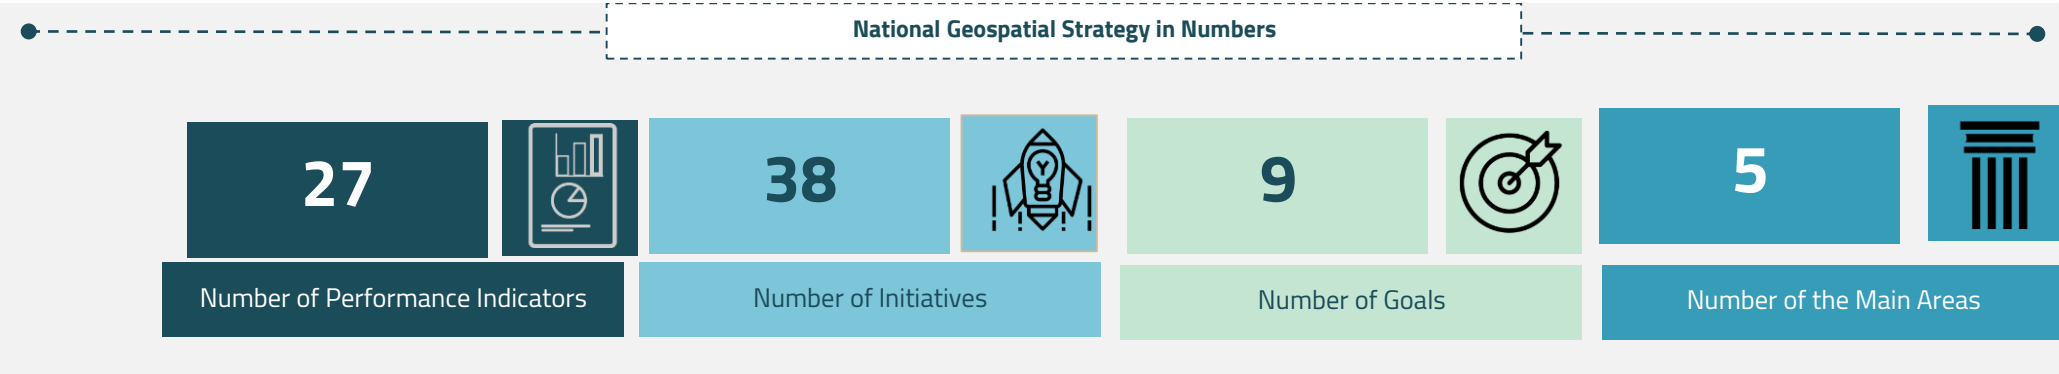 National Geospatial Strategy in Numbers
27
Number of Performance Indicators
38
Number of Initiatives
9
Number of Goals
5
Number of the Main Areas